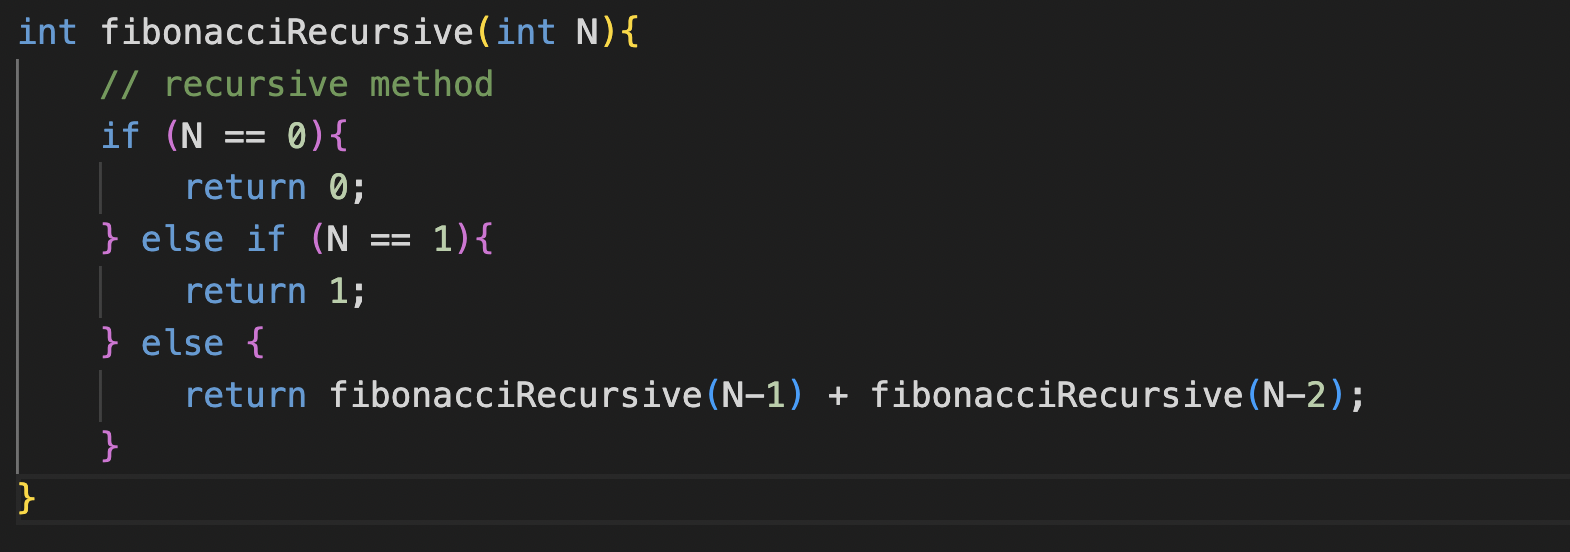 int fibonacciRecursive(int N){
    // recursive method
    if (N == 0){
        return 0;
    } else if (N == 1){
        return 1;
    } else {
        return fibonacciRecursive(N-1) + fibonacciRecursive(N-2);
    }
}